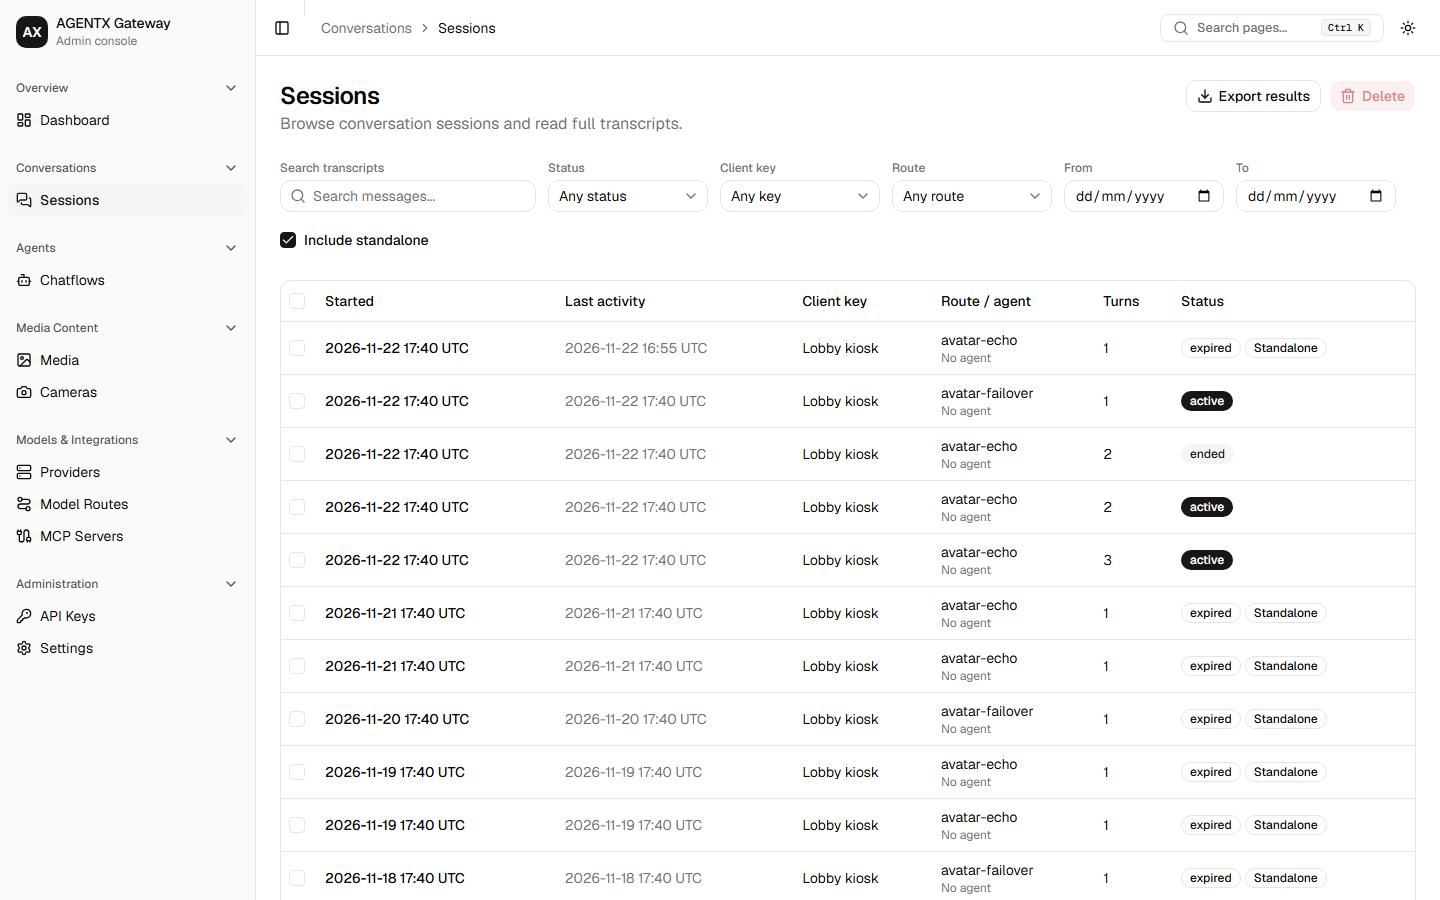 AX
AGENTX Gateway
Admin console
Overview
Dashboard
Conversations
Sessions
Agents
Chatflows
Media Content
Media
Cameras
Models & Integrations
Providers
Model Routes
MCP Servers
Administration
API Keys
Settings
Conversations > Sessions
Search pages... Ctrl K
Sessions
Browse conversation sessions and read full transcripts.
Export results
Delete
Search transcripts Status Client key Route From To
Search messages... Any status Any key Any route dd/mm/yyyy dd/mm/yyyy
Include standalone
Started Last activity Client key Route / agent Turns Status
2026-11-22 17:40 UTC 2026-11-22 16:55 UTC Lobby kiosk avatar-echo 1 expired Standalone
No agent
2026-11-22 17:40 UTC 2026-11-22 17:40 UTC Lobby kiosk avatar-failover 1 active
No agent
2026-11-22 17:40 UTC 2026-11-22 17:40 UTC Lobby kiosk avatar-echo 2 ended
No agent
2026-11-22 17:40 UTC 2026-11-22 17:40 UTC Lobby kiosk avatar-echo 2 active
No agent
2026-11-22 17:40 UTC 2026-11-22 17:40 UTC Lobby kiosk avatar-echo 3 active
No agent
2026-11-21 17:40 UTC 2026-11-21 17:40 UTC Lobby kiosk avatar-echo 1 expired Standalone
No agent
2026-11-21 17:40 UTC 2026-11-21 17:40 UTC Lobby kiosk avatar-echo 1 expired Standalone
No agent
2026-11-20 17:40 UTC 2026-11-20 17:40 UTC Lobby kiosk avatar-failover 1 expired Standalone
No agent
2026-11-19 17:40 UTC 2026-11-19 17:40 UTC Lobby kiosk avatar-echo 1 expired Standalone
No agent
2026-11-19 17:40 UTC 2026-11-19 17:40 UTC Lobby kiosk avatar-echo 1 expired Standalone
No agent
2026-11-18 17:40 UTC 2026-11-18 17:40 UTC Lobby kiosk avatar-failover 1 expired Standalone
No agent